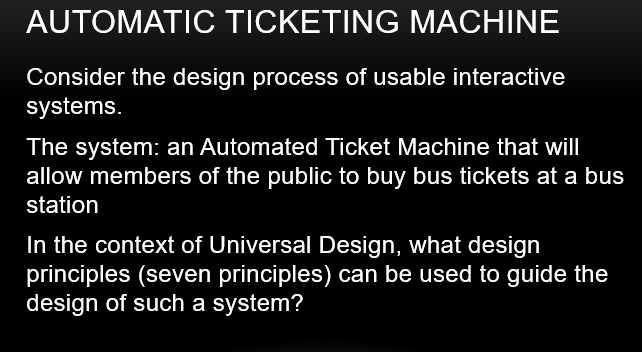 AUTOMATIC TICKETING MACHINE
Consider the design process of usable interactive
systems.
The system: an Automated Ticket Machine that will
allow members of the public to buy bus tickets at a bus
station
In the context of Universal Design, what design
principles (seven principles) can be used to guide the
design of such a system?